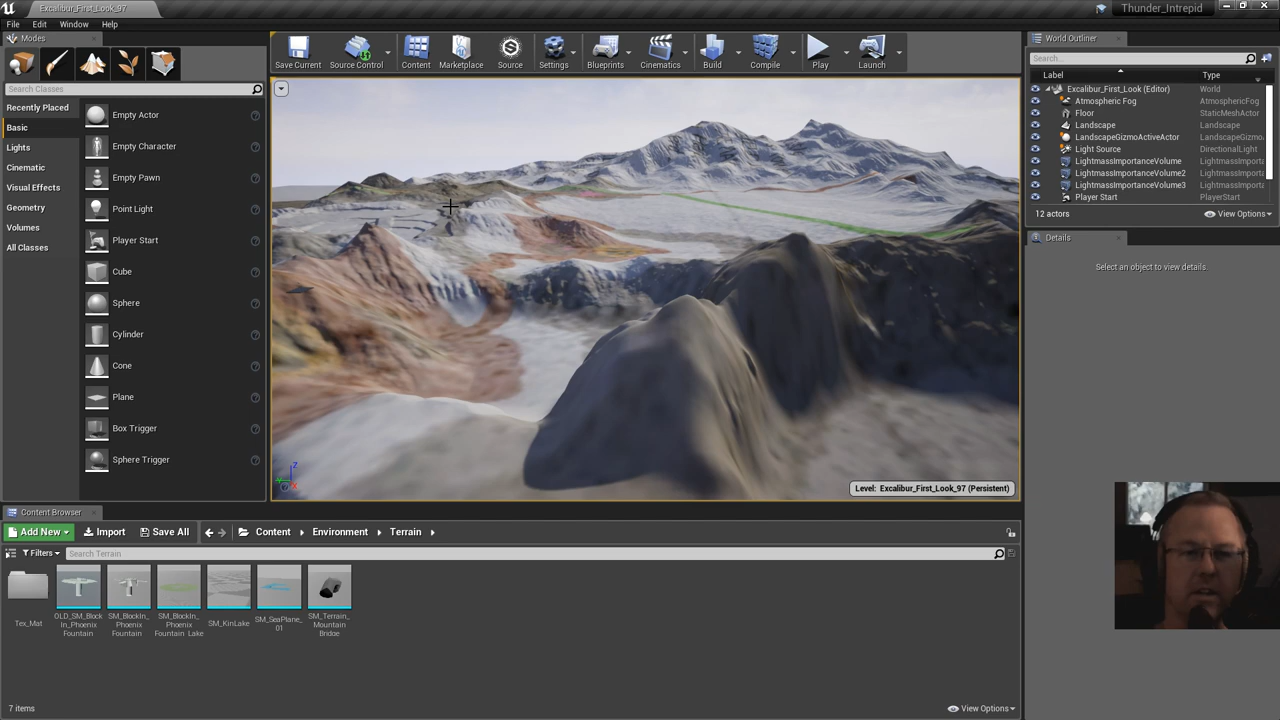 Excalibur_First_Look_97
Thunder_Intrepid
File Edit Window Help
Modes
Search Classes
Recently Placed
Basic
Lights
Cinematic
Visual Effects
Geometry
Volumes
All Classes
Empty Actor
Empty Character
Empty Pawn
Point Light
Player Start
Cube
Sphere
Cylinder
Cone
Plane
Box Trigger
Sphere Trigger
Save Current Source Control Content Marketplace Source Settings Blueprints Cinematics Build Compile Play Launch
Level: Excalibur_First_Look_97 (Persistent)
World Outliner
Search...
Label Type
Excalibur_First_Look (Editor) World
Atmospheric Fog AtmosphericFog
Floor StaticMeshActor
Landscape Landscape
LandscapeGizmoActiveActor LandscapeGizmo
Light Source DirectionalLight
LightmassImportanceVolume LightmassImporta
LightmassImportanceVolume2 LightmassImporta
LightmassImportanceVolume3 LightmassImporta
Player Start PlayerStart
12 actors View Options
Details
Select an object to view details.
Content Browser
Add New Import Save All Content Environment Terrain
Filters Search Terrain
Tex_Mat
OLD_SM_Block
In_Phoenix
Fountain
SM_BlockIn_
Phoenix
Fountain
SM_BlockIn_
Phoenix
Fountain_Lake
SM_KinLake
SM_SeaPlane_
01
SM_Terrain_
Mountain
Bridge
7 items View Options